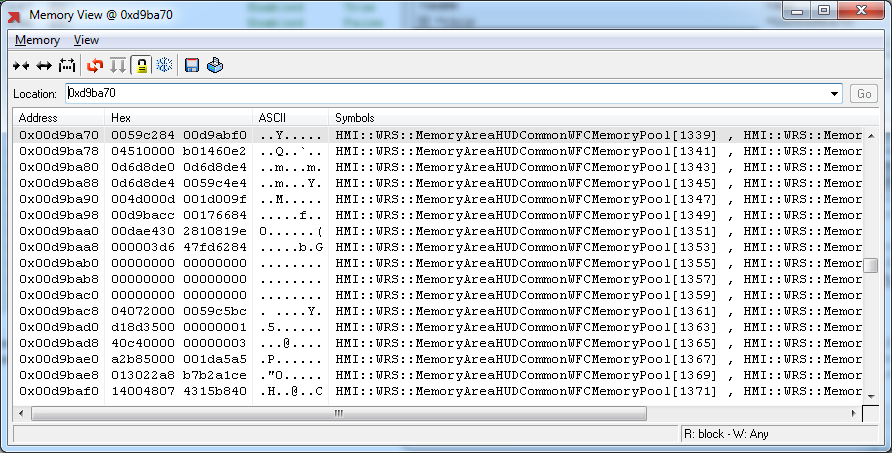 Memory View @ 0xd9ba70
Memory View
Location: 0xd9ba70 Go
Address Hex ASCII Symbols
0x00d9ba70 0059c284 00d9abf0 ..Y..... HMI::WRS::MemoryAreaHUDCommonWFCMemoryPool[1339] , HMI::WRS::Memor
0x00d9ba78 04510000 b01460e2 ..Q..`.. HMI::WRS::MemoryAreaHUDCommonWFCMemoryPool[1341] , HMI::WRS::Memor
0x00d9ba80 0d6d8de0 0d6d8de0 ..m...m. HMI::WRS::MemoryAreaHUDCommonWFCMemoryPool[1343] , HMI::WRS::Memor
0x00d9ba88 0d6d8de4 0059c4e4 ..m...Y. HMI::WRS::MemoryAreaHUDCommonWFCMemoryPool[1345] , HMI::WRS::Memor
0x00d9ba90 004d000d 001d009f ..M..... HMI::WRS::MemoryAreaHUDCommonWFCMemoryPool[1347] , HMI::WRS::Memor
0x00d9ba98 00d9bacc 00176684 .....f.. HMI::WRS::MemoryAreaHUDCommonWFCMemoryPool[1349] , HMI::WRS::Memor
0x00d9baa0 00dae430 2810819e 0......( HMI::WRS::MemoryAreaHUDCommonWFCMemoryPool[1351] , HMI::WRS::Memor
0x00d9baa8 000003d6 47fd6284 .....b.G HMI::WRS::MemoryAreaHUDCommonWFCMemoryPool[1353] , HMI::WRS::Memor
0x00d9bab0 00000000 00000000 ........ HMI::WRS::MemoryAreaHUDCommonWFCMemoryPool[1355] , HMI::WRS::Memor
0x00d9bab8 00000000 00000000 ........ HMI::WRS::MemoryAreaHUDCommonWFCMemoryPool[1357] , HMI::WRS::Memor
0x00d9bac0 00000000 00000000 ........ HMI::WRS::MemoryAreaHUDCommonWFCMemoryPool[1359] , HMI::WRS::Memor
0x00d9bac8 04072000 0059c5bc . ....Y. HMI::WRS::MemoryAreaHUDCommonWFCMemoryPool[1361] , HMI::WRS::Memor
0x00d9bad0 d18d3500 00000001 .5...... HMI::WRS::MemoryAreaHUDCommonWFCMemoryPool[1363] , HMI::WRS::Memor
0x00d9bad8 40c40000 00000003 ...@.... HMI::WRS::MemoryAreaHUDCommonWFCMemoryPool[1365] , HMI::WRS::Memor
0x00d9bae0 a2b85000 001da5a5 .P...... HMI::WRS::MemoryAreaHUDCommonWFCMemoryPool[1367] , HMI::WRS::Memor
0x00d9bae8 013022a8 b7b2a1ce ."0..... HMI::WRS::MemoryAreaHUDCommonWFCMemoryPool[1369] , HMI::WRS::Memor
0x00d9baf0 14004807 4315b840 .H..@..C HMI::WRS::MemoryAreaHUDCommonWFCMemoryPool[1371] , HMI::WRS::Memor
R: block - W: Any